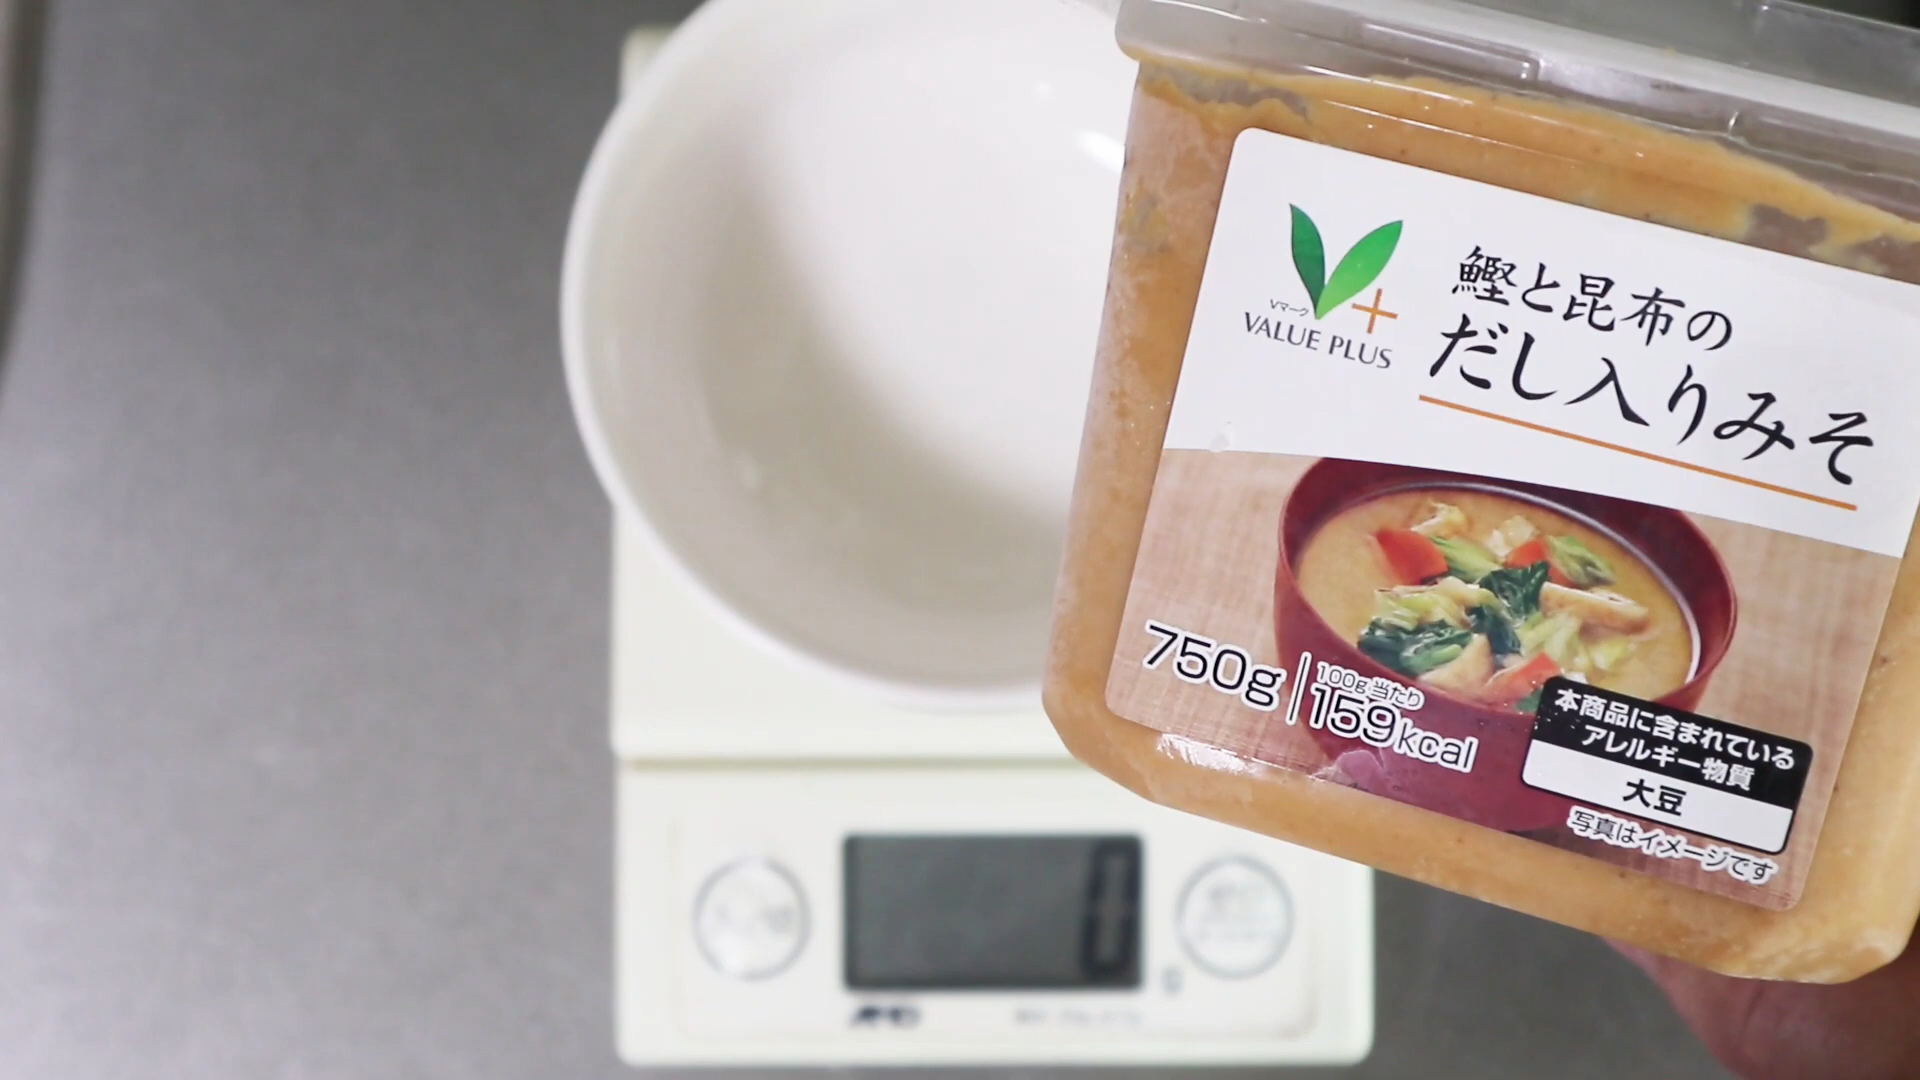 Vマーク
VALUE PLUS
鰹と昆布の
だし入りみそ
750g
100g当たり
159kcal
本商品に含まれている
アレルギー物質
大豆
写真はイメージです
0
g
AND